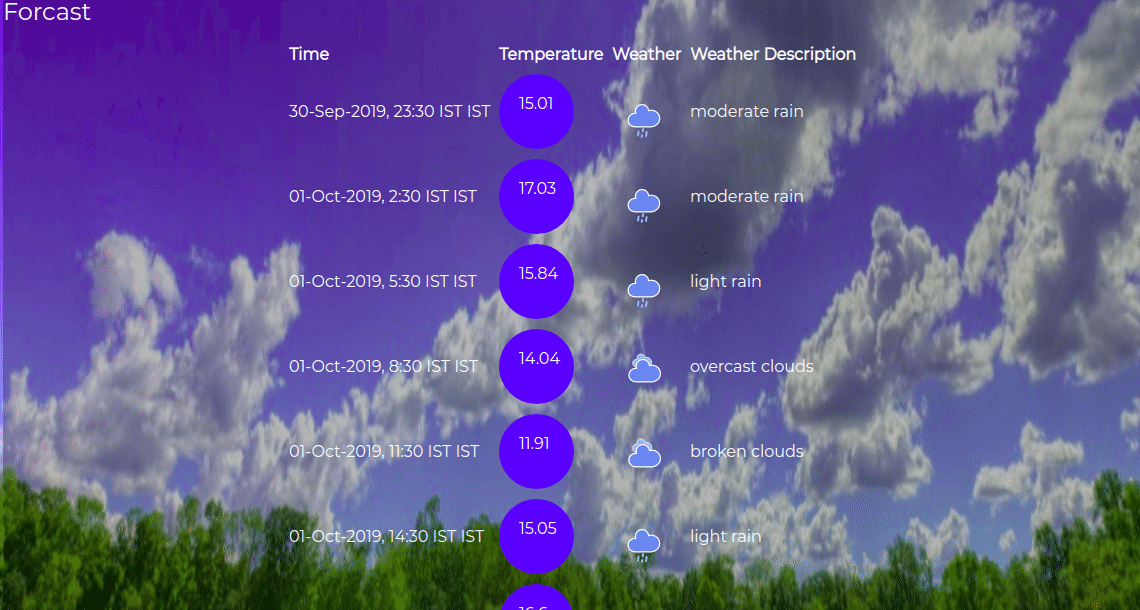 Forcast
Time Temperature Weather Weather Description
30-Sep-2019, 23:30 IST IST 15.01 moderate rain
01-Oct-2019, 2:30 IST IST 17.03 moderate rain
01-Oct-2019, 5:30 IST IST 15.84 light rain
01-Oct-2019, 8:30 IST IST 14.04 overcast clouds
01-Oct-2019, 11:30 IST IST 11.91 broken clouds
01-Oct-2019, 14:30 IST IST 15.05 light rain